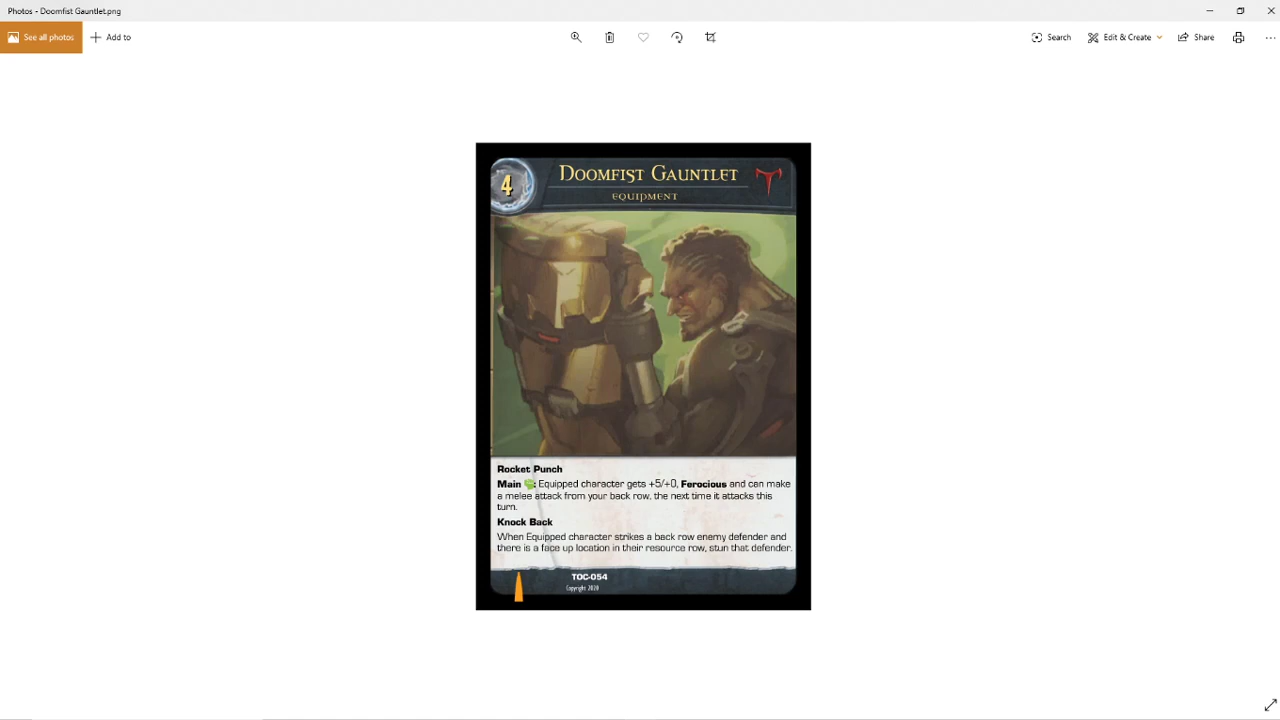 Photos - Doomfist Gauntlet.png
See all photos
Add to
Search
Edit & Create
Share
4
Doomfist Gauntlet
EQUIPMENT
Rocket Punch
Main : Equipped character gets +5/+0, Ferocious and can make
a melee attack from your back row, the next time it attacks this
turn.
Knock Back
When Equipped character strikes a back row enemy defender and
there is a face up location in their resource row, stun that defender.
TOC-054
Copyright 2020